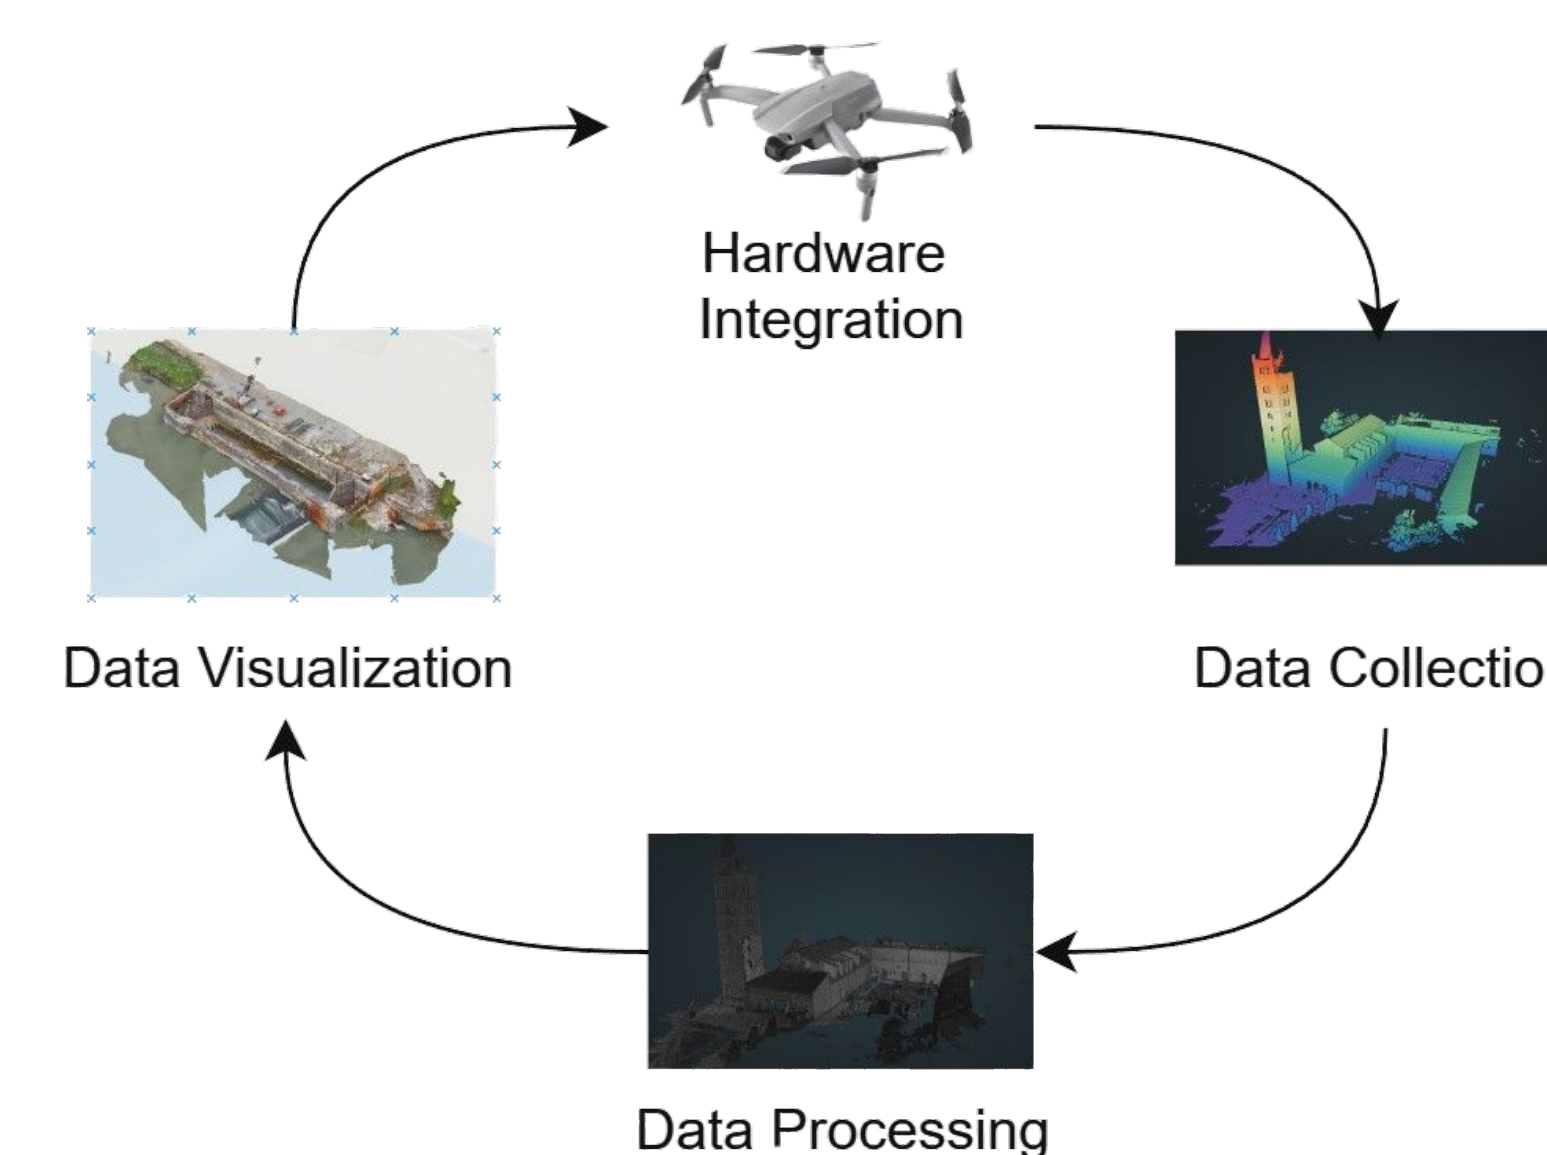 Hardware
Integration
Data Visualization
Data Collectio
Data Processing